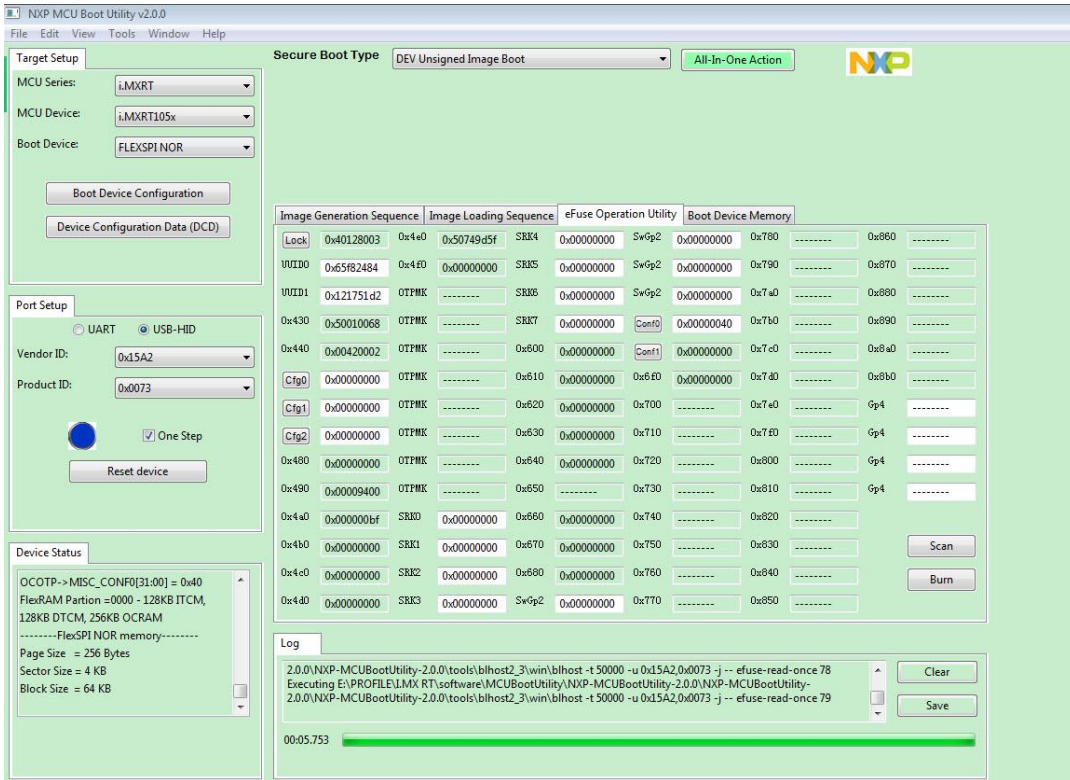 NXP MCU Boot Utility v2.0.0
File Edit View Tools Window Help
Target Setup
MCU Series: i.MXRT
MCU Device: i.MXRT105x
Boot Device: FLEXSPI NOR
Boot Device Configuration
Device Configuration Data (DCD)
Port Setup
UART USB-HID
Vendor ID: 0x15A2
Product ID: 0x0073
One Step
Reset device
Device Status
OCOTP->MISC_CONF0[31:00] = 0x40
FlexRAM Partion =0000 - 128KB ITCM,
128KB DTCM, 256KB OCRAM
--------FlexSPI NOR memory--------
Page Size = 256 Bytes
Sector Size = 4 KB
Block Size = 64 KB
Secure Boot Type DEV Unsigned Image Boot All-In-One Action NXP
Image Generation Sequence Image Loading Sequence eFuse Operation Utility Boot Device Memory
Lock 0x40128003 0x4e0 0x50749d5f SRK4 0x00000000 SwGp2 0x00000000 0x780 -------- 0x860 --------
UUID0 0x65f82484 0x4f0 0x00000000 SRK5 0x00000000 SwGp2 0x00000000 0x790 -------- 0x870 --------
UUID1 0x121751d2 OTPMK -------- SRK6 0x00000000 SwGp2 0x00000000 0x7a0 -------- 0x880 --------
0x430 0x50010068 OTPMK -------- SRK7 0x00000000 Conf0 0x00000040 0x7b0 -------- 0x890 --------
0x440 0x00420002 OTPMK -------- 0x600 0x00000000 Conf1 0x00000000 0x7c0 -------- 0x8a0 --------
Cfg0 0x00000000 OTPMK -------- 0x610 0x00000000 0x6f0 0x00000000 0x7d0 -------- 0x8b0 --------
Cfg1 0x00000000 OTPMK -------- 0x620 0x00000000 0x700 -------- 0x7e0 -------- Gp4 --------
Cfg2 0x00000000 OTPMK -------- 0x630 0x00000000 0x710 -------- 0x7f0 -------- Gp4 --------
0x480 0x00000000 OTPMK -------- 0x640 0x00000000 0x720 -------- 0x800 -------- Gp4 --------
0x490 0x00009400 OTPMK -------- 0x650 -------- 0x730 -------- 0x810 -------- Gp4 --------
0x4a0 0x000000bf SRK0 0x00000000 0x660 0x00000000 0x740 -------- 0x820 --------
0x4b0 0x00000000 SRK1 0x00000000 0x670 0x00000000 0x750 -------- 0x830 -------- Scan
0x4c0 0x00000000 SRK2 0x00000000 0x680 0x00000000 0x760 -------- 0x840 -------- Burn
0x4d0 0x00000000 SRK3 0x00000000 SwGp2 0x00000000 0x770 -------- 0x850 --------
Log
2.0.0\NXP-MCUBootUtility-2.0.0\tools\blhost2_3\win\blhost -t 50000 -u 0x15A2,0x0073 -j -- efuse-read-once 78
Executing E:\PROFILE\I.MX RT\software\MCUBootUtility\NXP-MCUBootUtility-2.0.0\NXP-MCUBootUtility-
2.0.0\NXP-MCUBootUtility-2.0.0\tools\blhost2_3\win\blhost -t 50000 -u 0x15A2,0x0073 -j -- efuse-read-once 79
Clear
Save
00:05.753